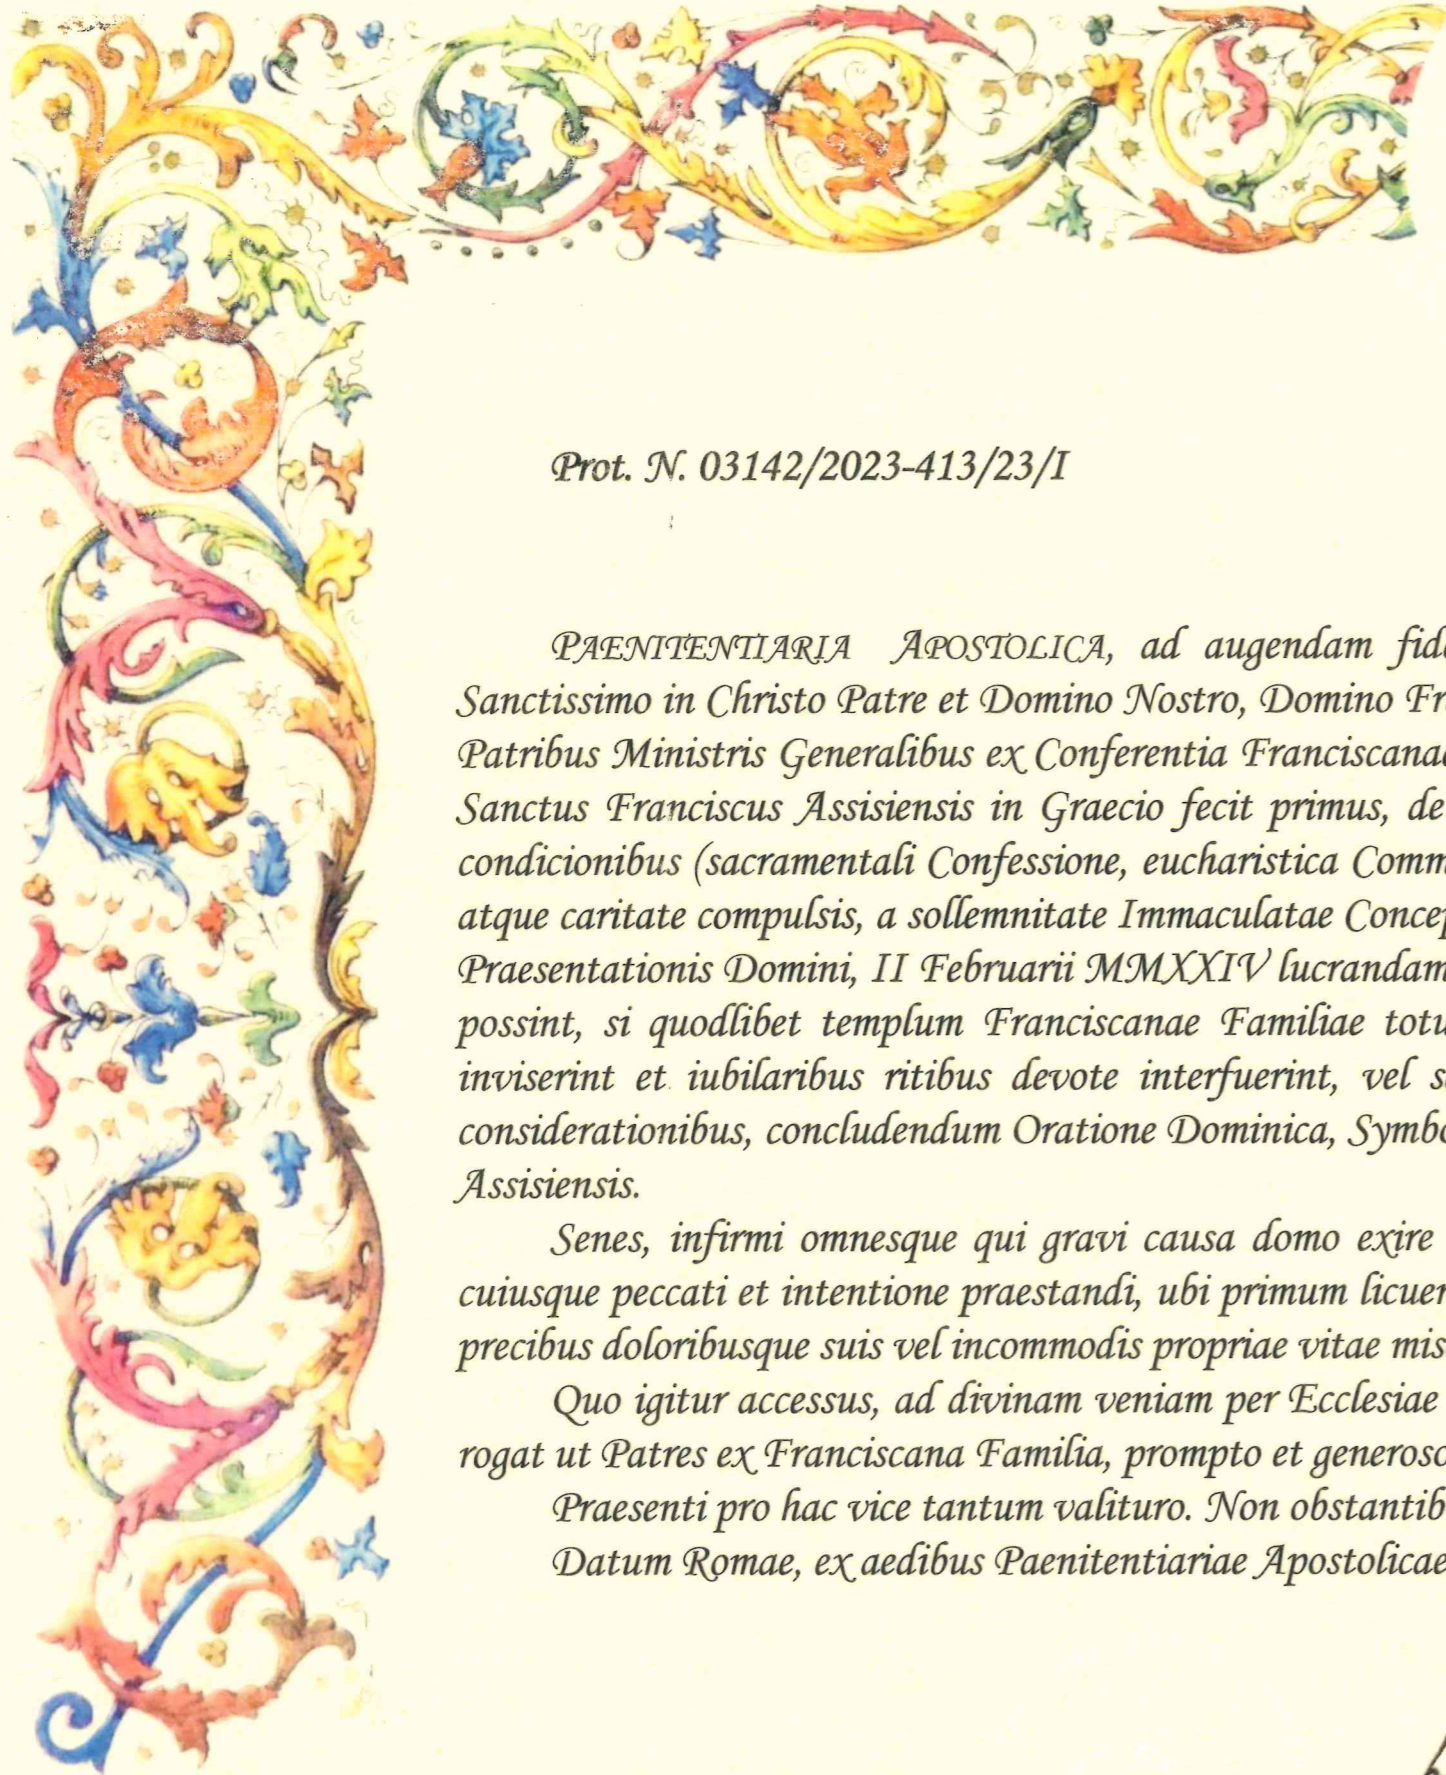 Prot. N. 03142/2023-413/23/I
PAENITENTIARIA APOSTOLICA, ad augendam fid
Sanctissimo in Christo Patre et Domino Nostro, Domino Fr
Patribus Ministris Generalibus ex Conferentia Franciscana
Sanctus Franciscus Assisiensis in Graecio fecit primus, de
condicionibus (sacramentali Confessione, eucharistica Comm
atque caritate compulsis, a sollemnitate Immaculatae Concep
Praesentationis Domini, II Februarii MMXXIV lucrandam
possint, si quodlibet templum Franciscanae Familiae totu
inviserint et iubilaribus ritibus devote interfuerint, vel s
considerationibus, concludendum Oratione Dominica, Symbo
Assisiensis.
Senes, infirmi omnesque qui gravi causa domo exire
cuiusque peccati et intentione praestandi, ubi primum licuer
precibus doloribusque suis vel incommodis propriae vitae mis
Quo igitur accessus, ad divinam veniam per Ecclesiae
rogat ut Patres ex Franciscana Familia, prompto et generoso
Praesenti pro hac vice tantum valituro. Non obstantib
Datum Romae, ex aedibus Paenitentiariae Apostolicae